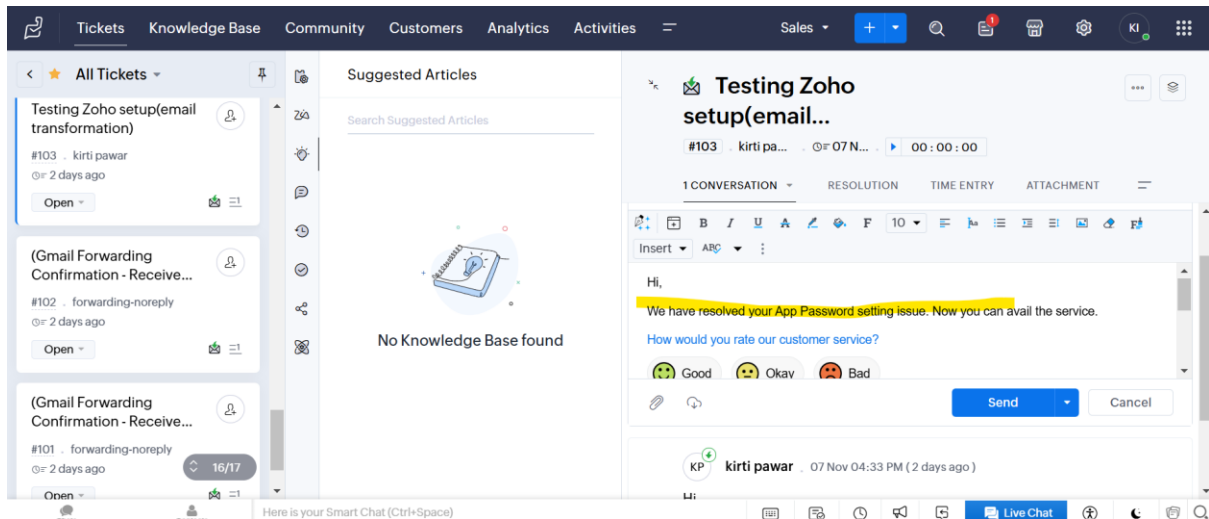 Tickets Knowledge Base Community Customers Analytics Activities Sales KI
All Tickets
Testing Zoho setup(email
transformation)
#103 . kirti pawar
2 days ago
Open
(Gmail Forwarding
Confirmation - Receive...
#102 . forwarding-noreply
2 days ago
Open
(Gmail Forwarding
Confirmation - Receive...
#101 . forwarding-noreply
2 days ago
16/17
Open
Zia
Suggested Articles
Search Suggested Articles
No Knowledge Base found
Testing Zoho
setup(email...
#103 . kirti pa... . 07 N... . 00 : 00 : 00
1 CONVERSATION RESOLUTION TIME ENTRY ATTACHMENT
B I U A F 10
Insert ABC
Hi,
We have resolved your App Password setting issue. Now you can avail the service.
How would you rate our customer service?
Good Okay Bad
Send Cancel
KP kirti pawar . 07 Nov 04:33 PM ( 2 days ago )
Hi
Here is your Smart Chat (Ctrl+Space)
Live Chat